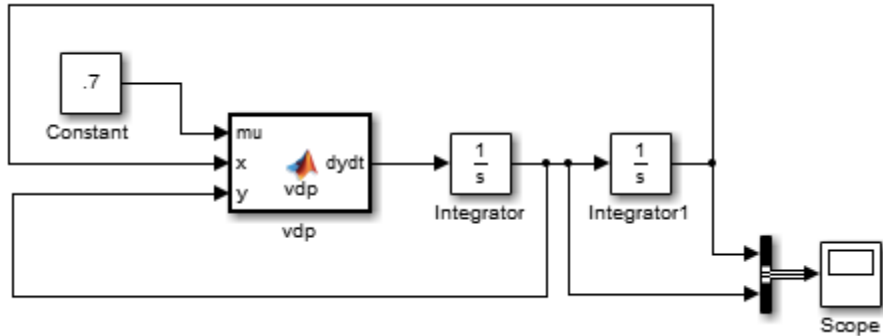 .7
Constant
mu
x
y
vdp
dydt
vdp
1
s
Integrator
1
s
Integrator1
Scope